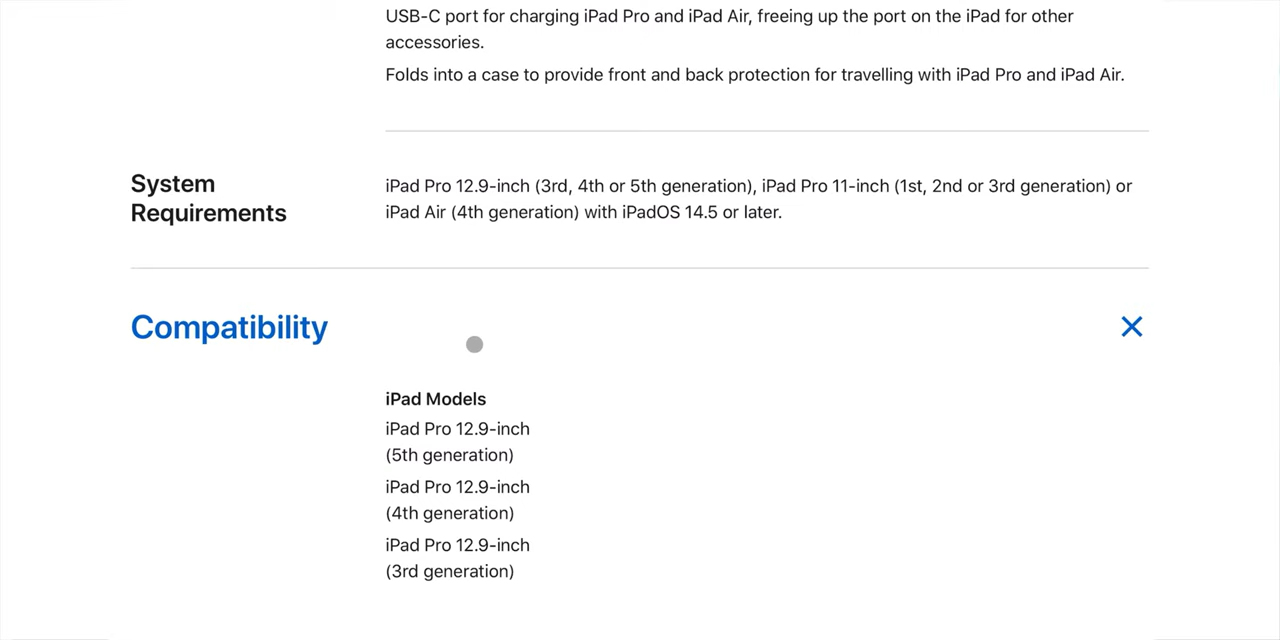 USB-C port for charging iPad Pro and iPad Air, freeing up the port on the iPad for other
accessories.
Folds into a case to provide front and back protection for travelling with iPad Pro and iPad Air.
System
Requirements
iPad Pro 12.9-inch (3rd, 4th or 5th generation), iPad Pro 11-inch (1st, 2nd or 3rd generation) or
iPad Air (4th generation) with iPadOS 14.5 or later.
Compatibility
iPad Models
iPad Pro 12.9-inch
(5th generation)
iPad Pro 12.9-inch
(4th generation)
iPad Pro 12.9-inch
(3rd generation)